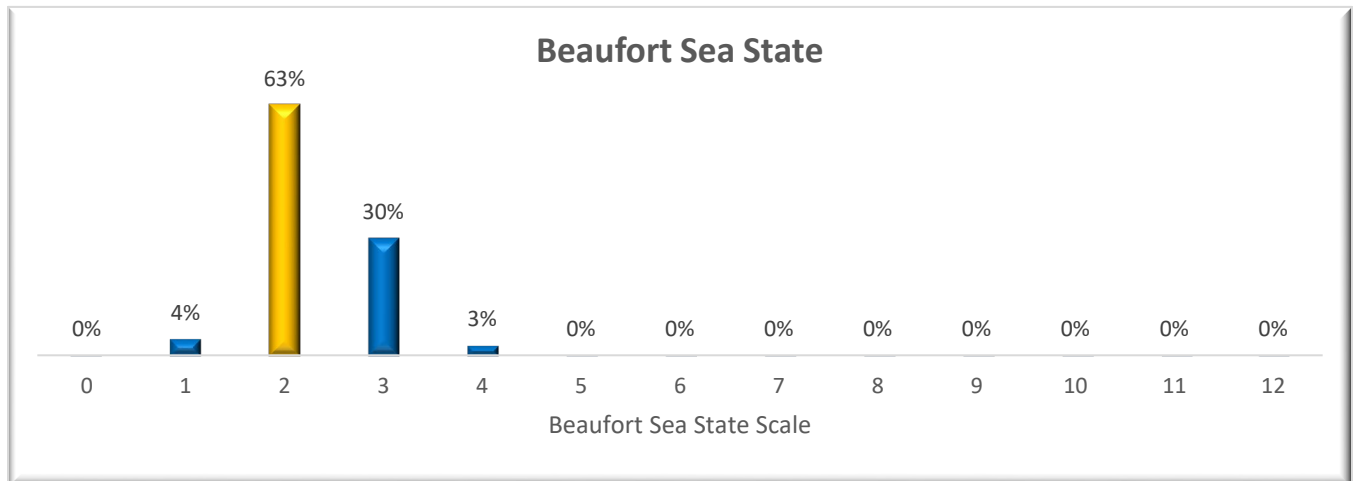 Beaufort Sea State
63%
30%
0% 4% 3% 0% 0% 0% 0% 0% 0% 0% 0%
0 1 2 3 4 5 6 7 8 9 10 11 12
Beaufort Sea State Scale